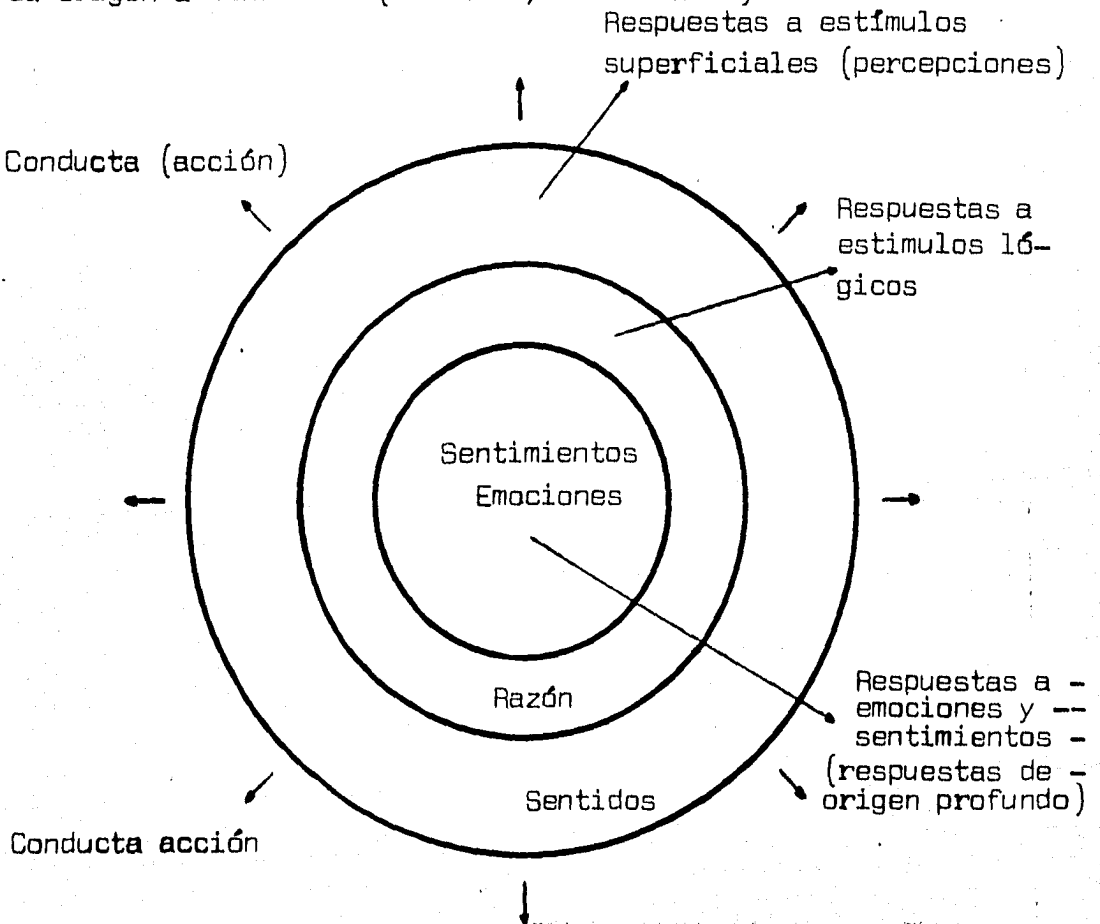 Respuestas a estímulos
superficiales (percepciones)
Conducta (acción)
Respuestas a
estimulos ló-
gicos
Sentimientos
Emociones
Razón
Sentidos
Respuestas a -
emociones y --
sentimientos -
(respuestas de -
origen profundo)
Conducta acción